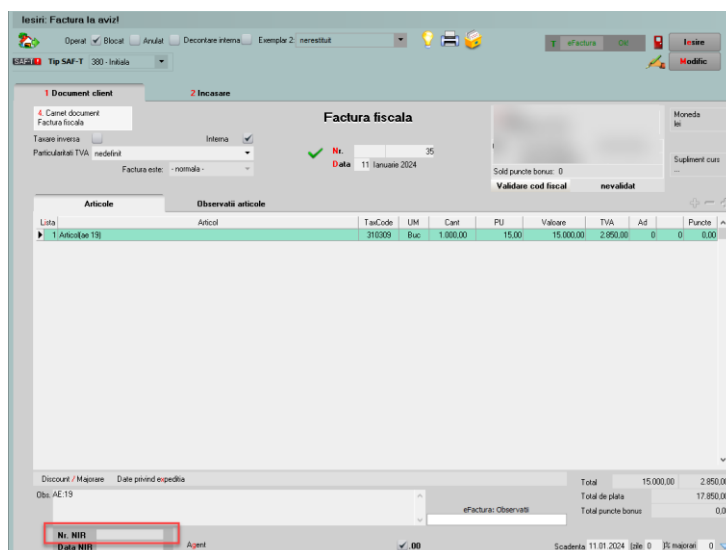 Iesiri: Factura la aviz!
Operat Blocat Anulat Decontare interna Exemplar 2: nerestituit
T eFactura OK Iesire
SAFT Tip SAF-T 380 - Initiala Modific
1 Document client 2 Incasare
4. Carnet document
Factura fiscala
Factura fiscala
Moneda
lei
Taxare inversa Interna
Nr. 35
Particularitati TVA nedefinit
Data 11 Ianuarie 2024
Supliment curs
Factura este: - normala -
Sold puncte bonus: 0
Validare cod fiscal nevalidat
Articole Observatii articole
Lista Articol TaxCode UM Cant PU Valoare TVA Ad Puncte
1 Articol(ae 19) 310309 Buc 1.000,00 15,00 15.000,00 2.850,00 0 0 0,00
Discount / Majorare Date privind expeditia
Total 15.000,00 2.850,0
Obs. AE:19
Total de plata 17.850,0
eFactura: Observatii
Total puncte bonus 0,0
Nr. NIR
Data NIR Agent .00 Scadenta 11.01.2024 (zile 0 )% majorari 0